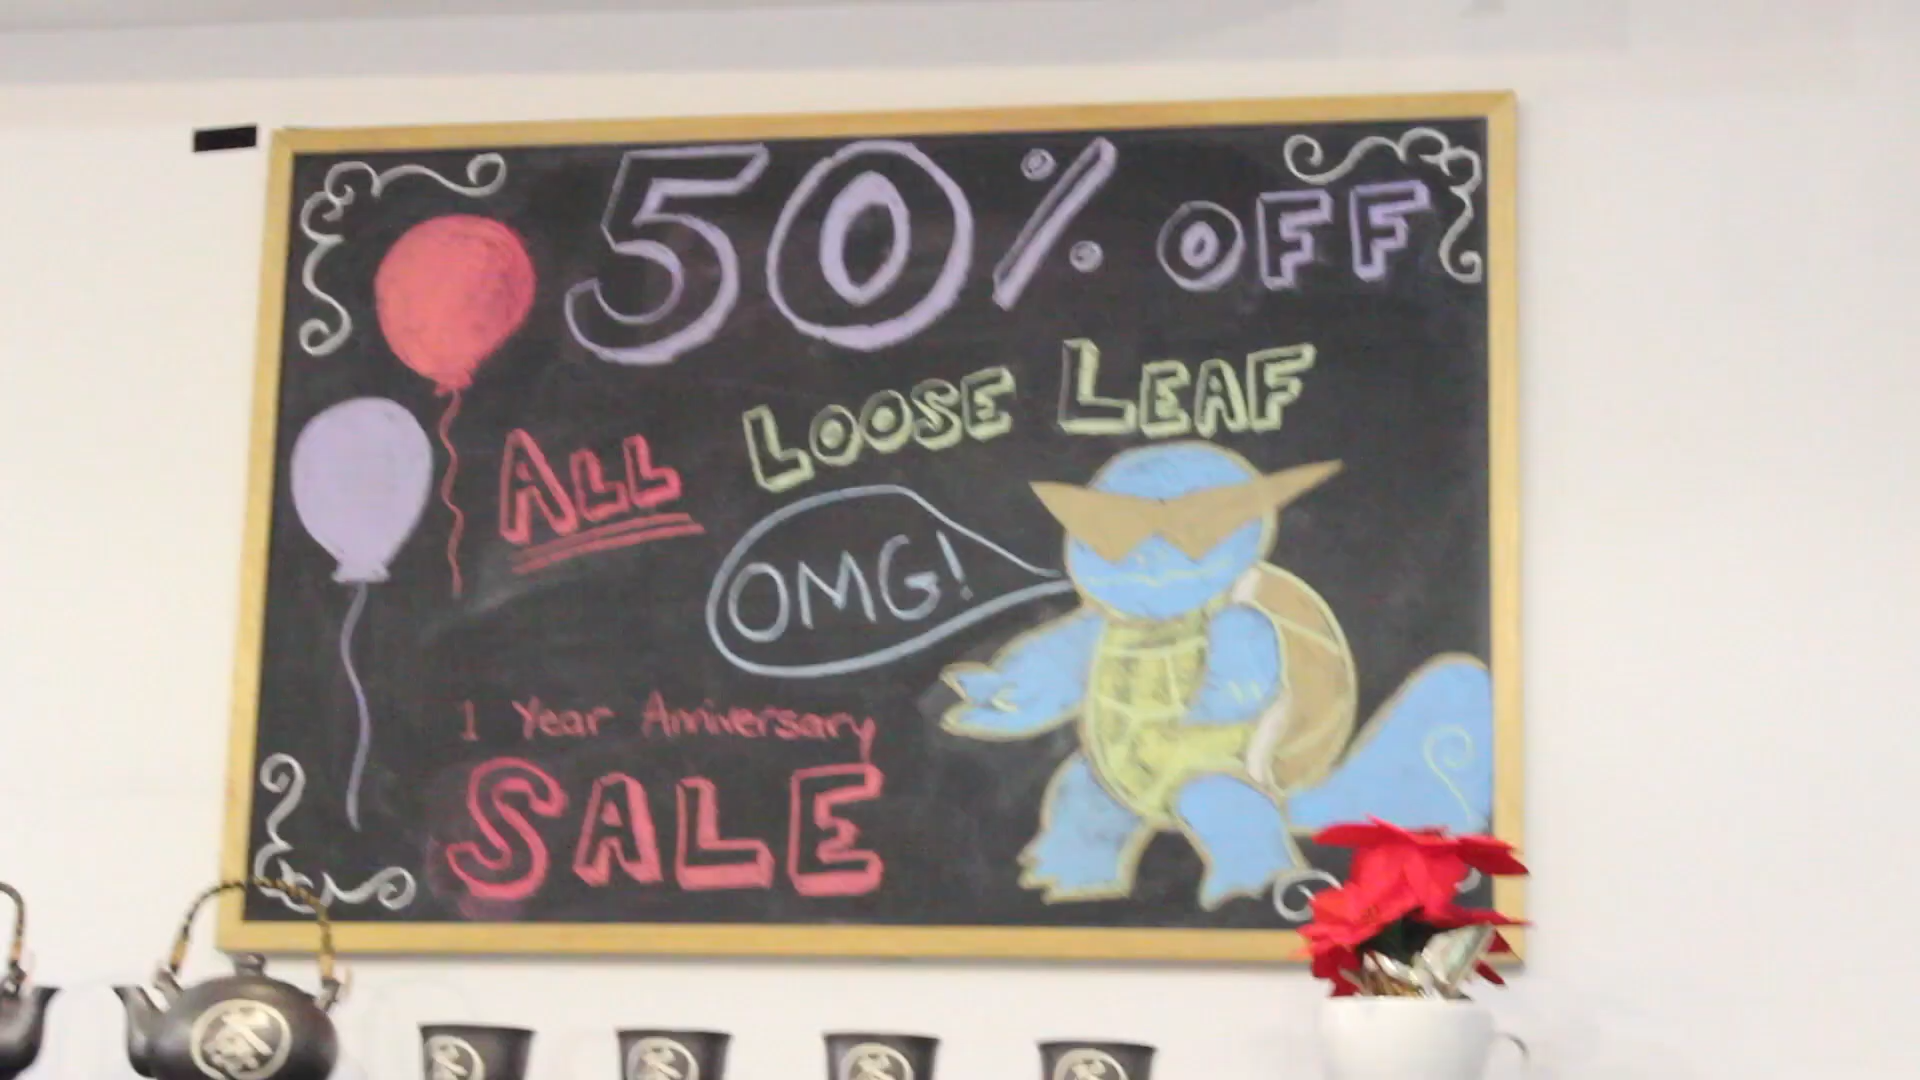 50% OFF
ALL LOOSE LEAF
OMG!
1 Year Anniversary
SALE